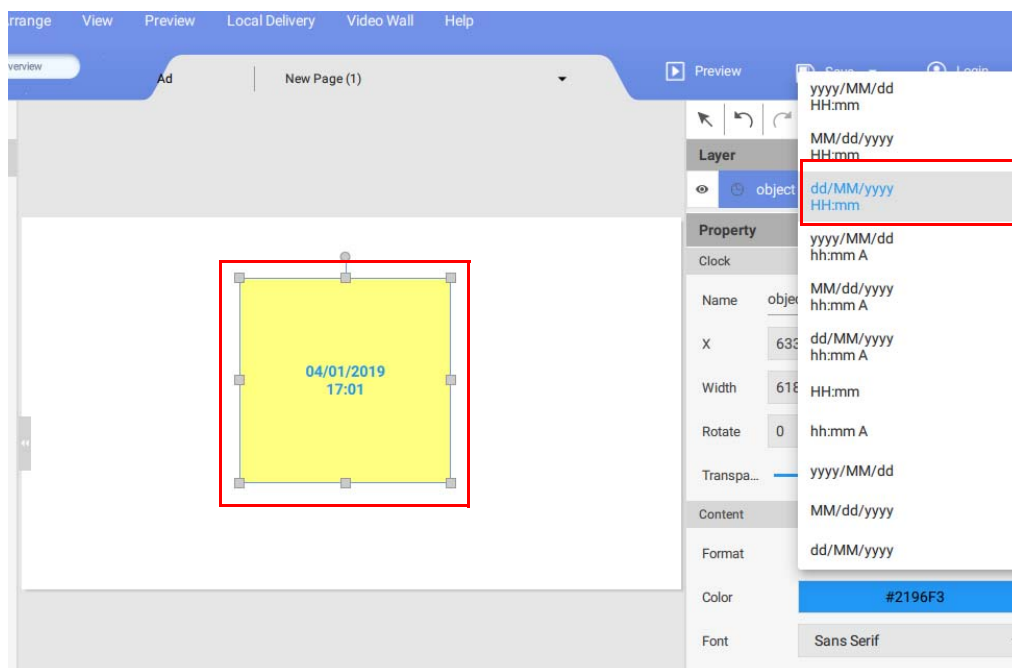 rrange View Preview Local Delivery Video Wall Help
verview
Ad New Page (1)
Preview Save Login
yyyy/MM/dd
HH:mm
MM/dd/yyyy
HH:mm
dd/MM/yyyy
HH:mm
yyyy/MM/dd
hh:mm A
MM/dd/yyyy
hh:mm A
dd/MM/yyyy
hh:mm A
HH:mm
hh:mm A
yyyy/MM/dd
MM/dd/yyyy
dd/MM/yyyy
Layer
object
Property
Clock
Name objec
X 633
Width 618
Rotate 0
Transpa...
Content
Format
Color #2196F3
Font Sans Serif
04/01/2019
17:01